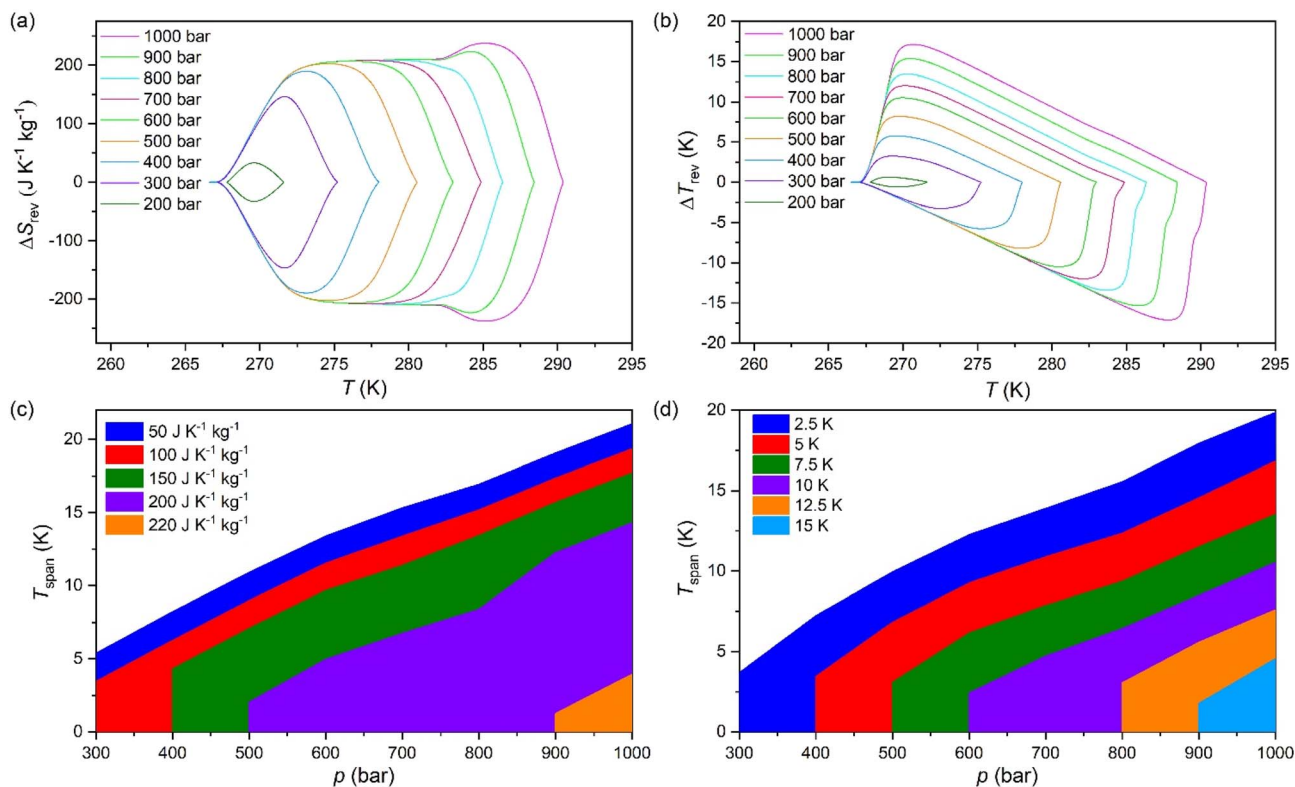 (a)
1000 bar
900 bar
800 bar
700 bar
600 bar
500 bar
400 bar
300 bar
200 bar
200
100
0
-100
-200
ΔS_rev (J K⁻¹ kg⁻¹)
260 265 270 275 280 285 290 295
T (K)
(b)
1000 bar
900 bar
800 bar
700 bar
600 bar
500 bar
400 bar
300 bar
200 bar
20
15
10
5
0
-5
-10
-15
-20
ΔT_rev (K)
260 265 270 275 280 285 290 295
T (K)
(c)
50 J K⁻¹ kg⁻¹
100 J K⁻¹ kg⁻¹
150 J K⁻¹ kg⁻¹
200 J K⁻¹ kg⁻¹
220 J K⁻¹ kg⁻¹
20
15
10
5
0
T_span (K)
300 400 500 600 700 800 900 1000
p (bar)
(d)
2.5 K
5 K
7.5 K
10 K
12.5 K
15 K
20
15
10
5
0
T_span (K)
300 400 500 600 700 800 900 1000
p (bar)